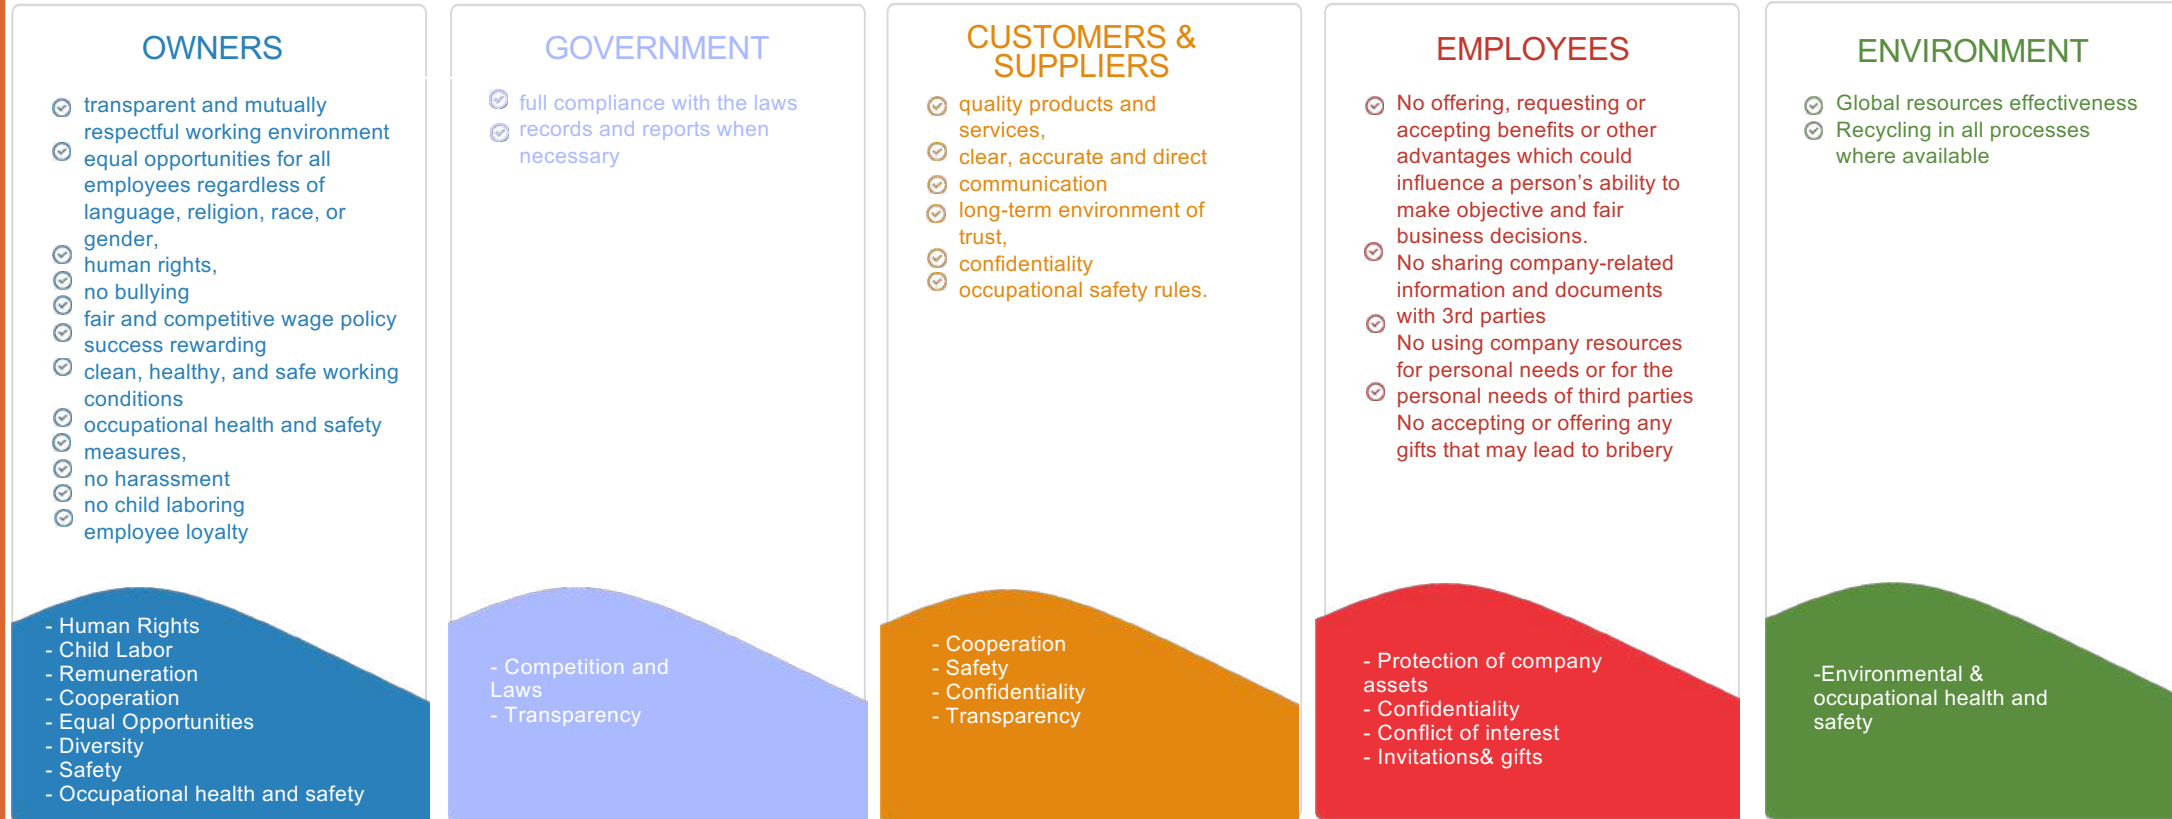 OWNERS
transparent and mutually
respectful working environment
equal opportunities for all
employees regardless of
language, religion, race, or
gender,
human rights,
no bullying
fair and competitive wage policy
success rewarding
clean, healthy, and safe working
conditions
occupational health and safety
measures,
no harassment
no child laboring
employee loyalty
- Human Rights
- Child Labor
- Remuneration
- Cooperation
- Equal Opportunities
- Diversity
- Safety
- Occupational health and safety
GOVERNMENT
full compliance with the laws
records and reports when
necessary
- Competition and
Laws
- Transparency
CUSTOMERS &
SUPPLIERS
quality products and
services,
clear, accurate and direct
communication
long-term environment of
trust,
confidentiality
occupational safety rules.
- Cooperation
- Safety
- Confidentiality
- Transparency
EMPLOYEES
No offering, requesting or
accepting benefits or other
advantages which could
influence a person’s ability to
make objective and fair
business decisions.
No sharing company-related
information and documents
with 3rd parties
No using company resources
for personal needs or for the
personal needs of third parties
No accepting or offering any
gifts that may lead to bribery
- Protection of company
assets
- Confidentiality
- Conflict of interest
- Invitations& gifts
ENVIRONMENT
Global resources effectiveness
Recycling in all processes
where available
-Environmental &
occupational health and
safety